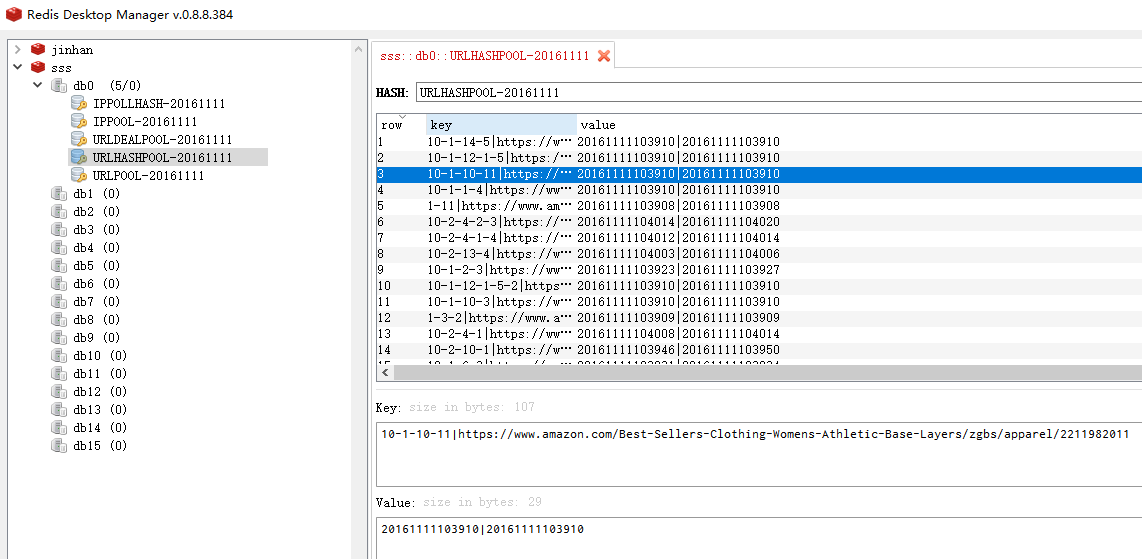 Redis Desktop Manager v.0.8.8.384
jinhan
sss
db0 (5/0)
IPPOLLHASH-20161111
IPPOOL-20161111
URLDEALPOOL-20161111
URLHASHPOOL-20161111
URLPOOL-20161111
db1 (0)
db2 (0)
db3 (0)
db4 (0)
db5 (0)
db6 (0)
db7 (0)
db8 (0)
db9 (0)
db10 (0)
db11 (0)
db12 (0)
db13 (0)
db14 (0)
db15 (0)
sss::db0::URLHASHPOOL-20161111
HASH: URLHASHPOOL-20161111
row key value
1 10-1-14-5|https://w… 20161111103910|20161111103910
2 10-1-12-1-5|https:/… 20161111103910|20161111103910
3 10-1-10-11|https://… 20161111103910|20161111103910
4 10-1-1-4|https://ww… 20161111103910|20161111103910
5 1-11|https://www.am… 20161111103908|20161111103908
6 10-2-4-2-3|https://… 20161111104014|20161111104020
7 10-2-4-1-4|https://… 20161111104012|20161111104014
8 10-2-13-4|https://w… 20161111104003|20161111104006
9 10-1-2-3|https://ww… 20161111103923|20161111103927
10 10-1-12-1-5-2|https… 20161111103910|20161111103910
11 10-1-10-3|https://w… 20161111103910|20161111103910
12 1-3-2|https://www.a… 20161111103909|20161111103909
13 10-2-4-1|https://ww… 20161111104008|20161111104014
14 10-2-10-1|https://w… 20161111103946|20161111103950
Key: size in bytes: 107
10-1-10-11|https://www.amazon.com/Best-Sellers-Clothing-Womens-Athletic-Base-Layers/zgbs/apparel/2211982011
Value: size in bytes: 29
20161111103910|20161111103910